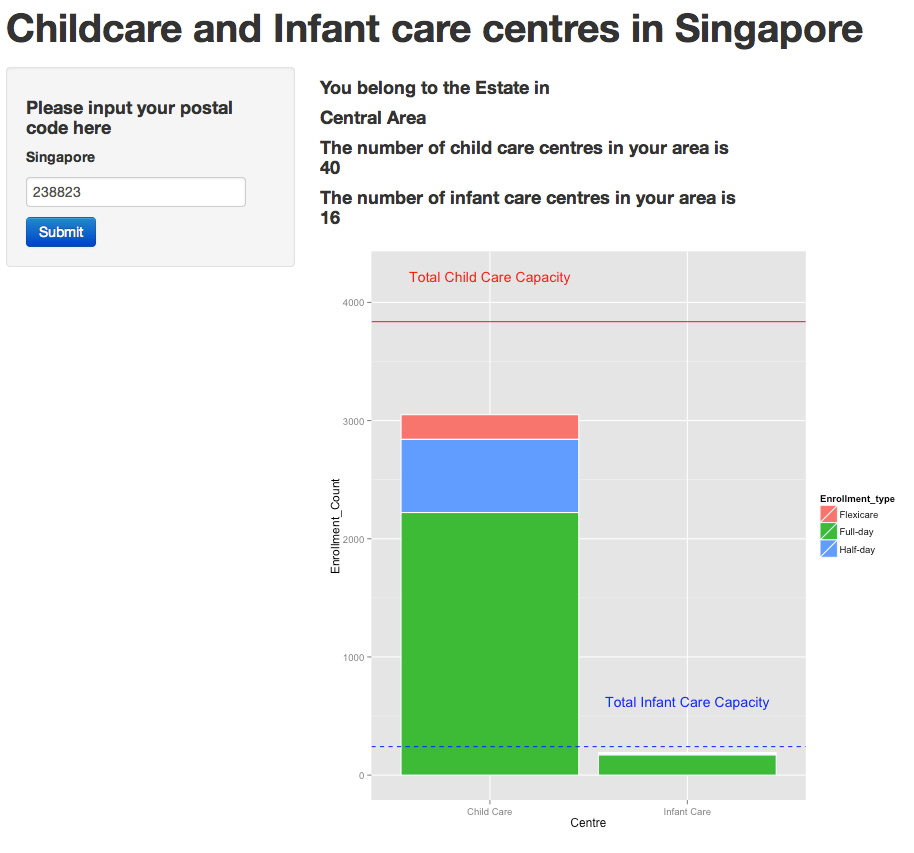 Childcare and Infant care centres in Singapore
Please input your postal
code here
Singapore
238823
Submit
You belong to the Estate in
Central Area
The number of child care centres in your area is
40
The number of infant care centres in your area is
16
Total Child Care Capacity
4000
3000
2000
1000
0
Enrollment_Count
Total Infant Care Capacity
Child Care
Infant Care
Centre
Enrollment_type
Flexicare
Full-day
Half-day